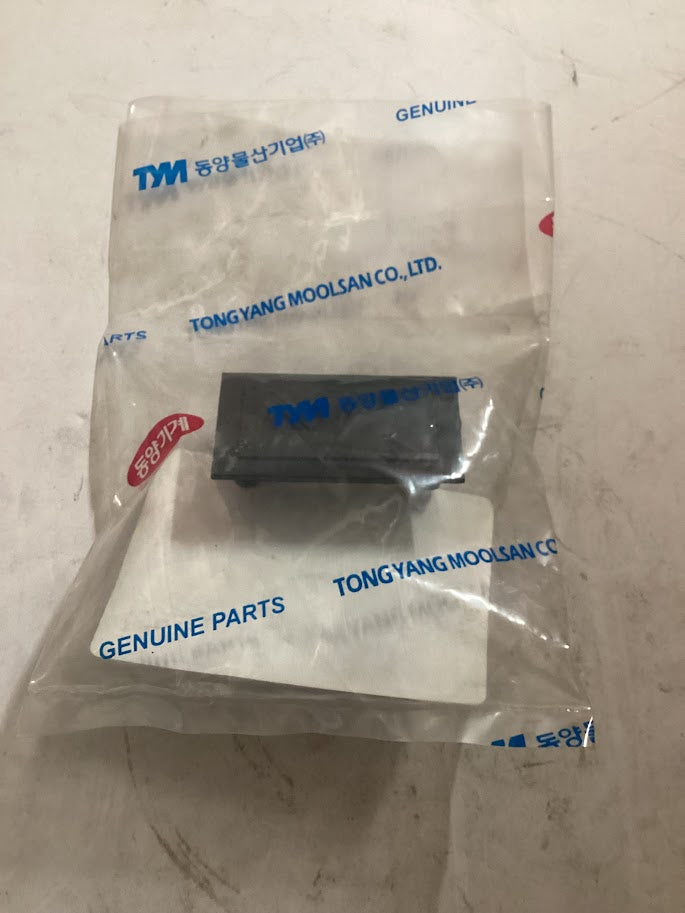 GENUIN
TYM 동양물산기업(주)
TONG YANG MOOLSAN CO.,LTD.
PARTS
TYM 동양물산기업(주)
동양기계
TONG YANG MOOLSAN CO
GENUINE PARTS
동양